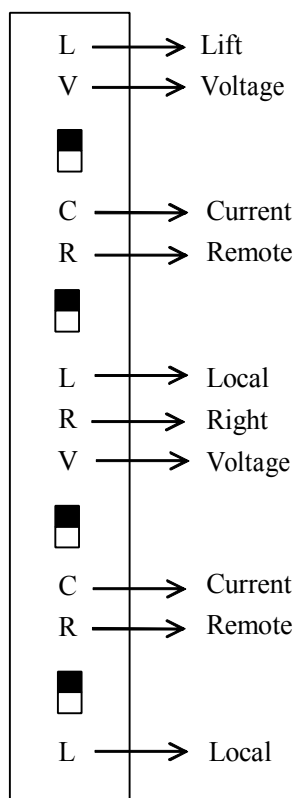 L Lift
V Voltage
C Current
R Remote
L Local
R Right
V Voltage
C Current
R Remote
L Local